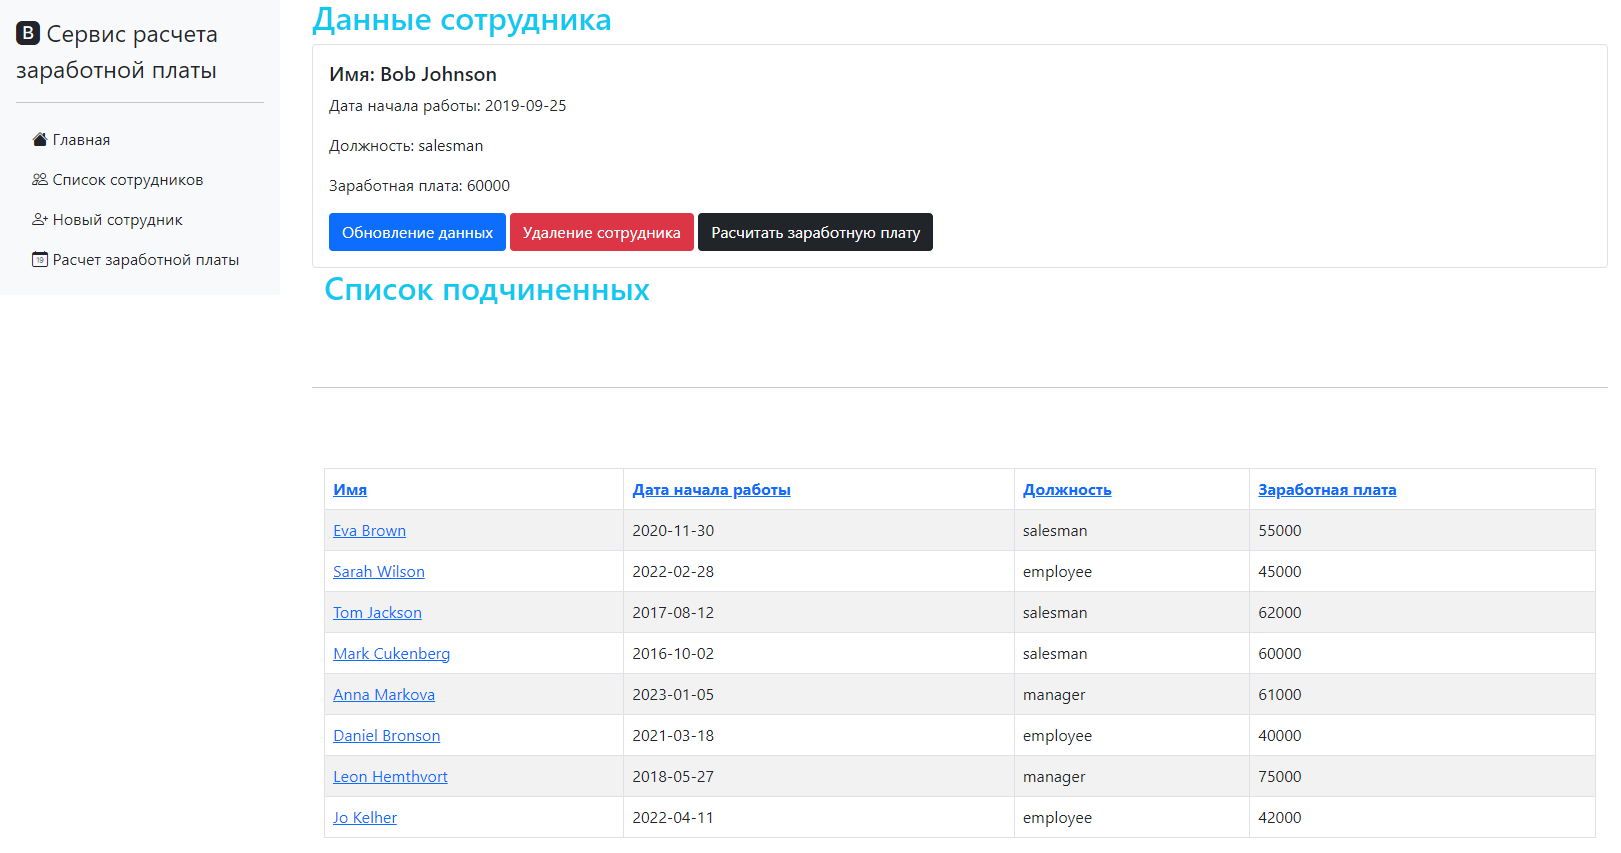 B Сервис расчета
заработной платы
Главная
Список сотрудников
Новый сотрудник
19 Расчет заработной платы
Данные сотрудника
Имя: Bob Johnson
Дата начала работы: 2019-09-25
Должность: salesman
Заработная плата: 60000
Обновление данных Удаление сотрудника Расчитать заработную плату
Список подчиненных
Имя Дата начала работы Должность Заработная плата
Eva Brown 2020-11-30 salesman 55000
Sarah Wilson 2022-02-28 employee 45000
Tom Jackson 2017-08-12 salesman 62000
Mark Cukenberg 2016-10-02 salesman 60000
Anna Markova 2023-01-05 manager 61000
Daniel Bronson 2021-03-18 employee 40000
Leon Hemthvort 2018-05-27 manager 75000
Jo Kelher 2022-04-11 employee 42000